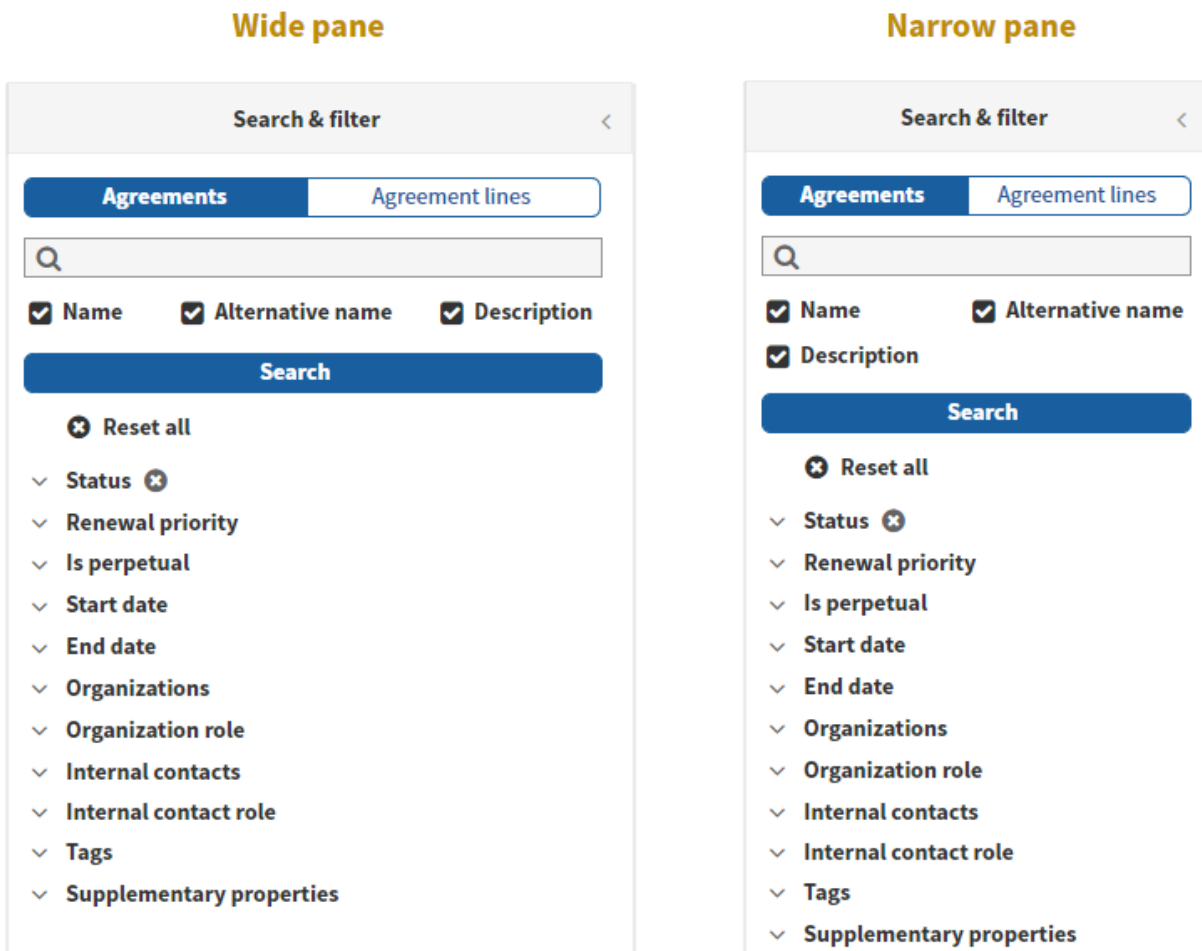 Wide pane
Search & filter
Agreements Agreement lines
Name Alternative name Description
Search
Reset all
Status
Renewal priority
Is perpetual
Start date
End date
Organizations
Organization role
Internal contacts
Internal contact role
Tags
Supplementary properties
Narrow pane
Search & filter
Agreements Agreement lines
Name Alternative name
Description
Search
Reset all
Status
Renewal priority
Is perpetual
Start date
End date
Organizations
Organization role
Internal contacts
Internal contact role
Tags
Supplementary properties